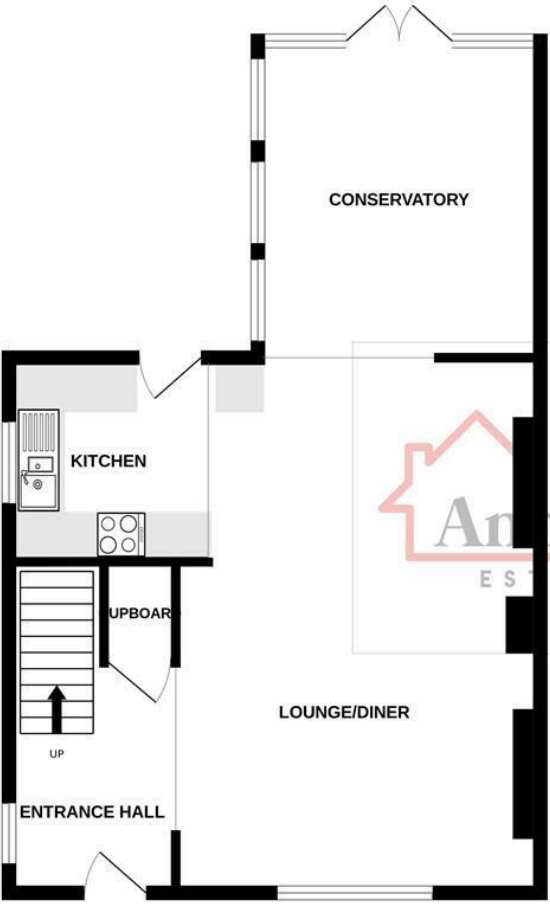 CONSERVATORY
KITCHEN
UPBOAR
LOUNGE/DINER
UP
ENTRANCE HALL